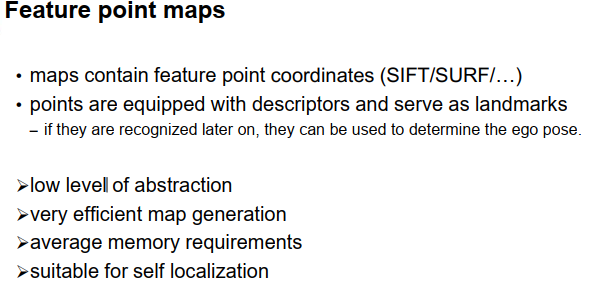 Feature point maps
• maps contain feature point coordinates (SIFT/SURF/…)
• points are equipped with descriptors and serve as landmarks
– if they are recognized later on, they can be used to determine the ego pose.
➢low level of abstraction
➢very efficient map generation
➢average memory requirements
➢suitable for self localization